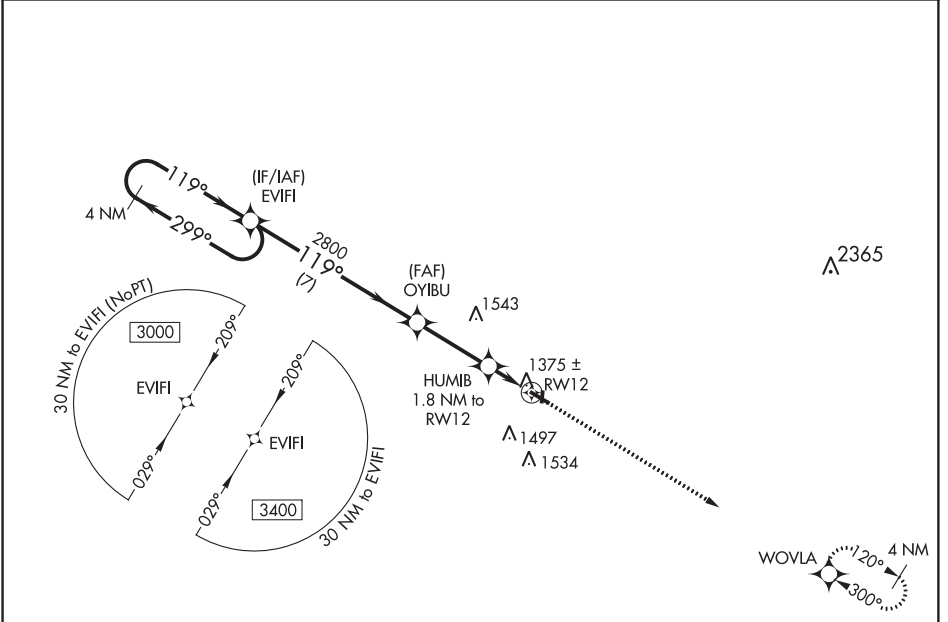 119°
4 NM
299°
(IF/IAF)
EVIFI
2800
119°
(7)
(FAF)
OYIBU
1543
2365
30 NM to EVIFI (NoPT)
3000
209°
EVIFI
029°
209°
EVIFI
029°
3400
30 NM to EVIFI
HUMIB
1.8 NM to
RW12
1375 ±
RW12
1497
1534
WOVLA
120°
4 NM
300°